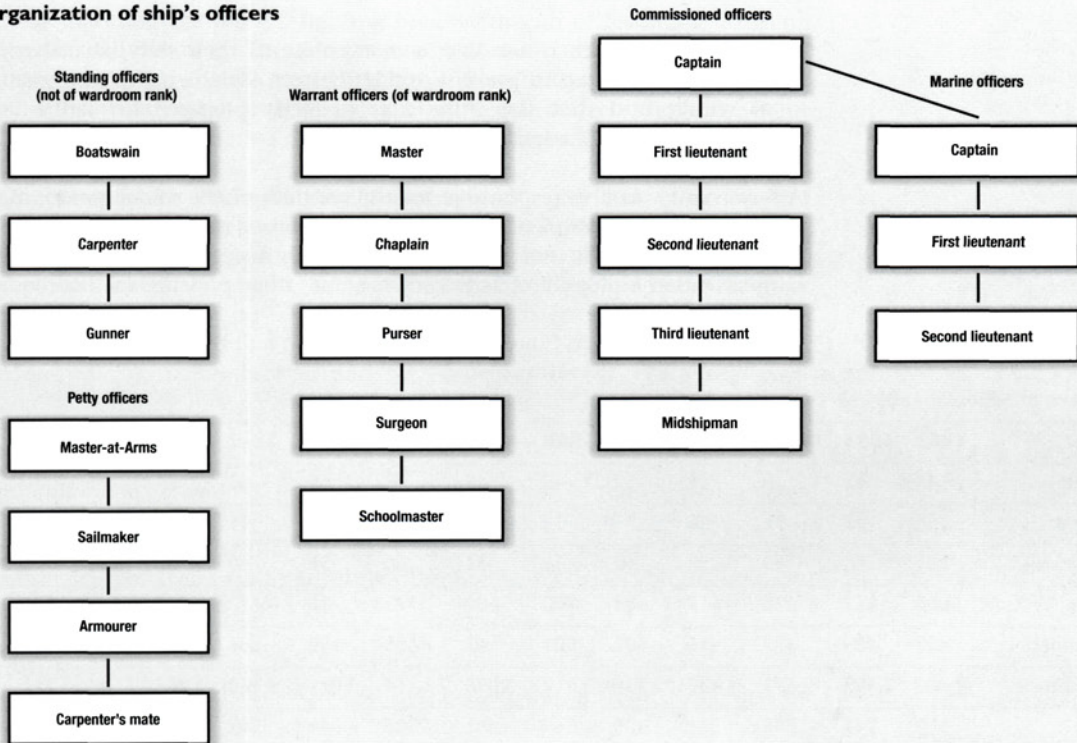 rganization of ship's officers
Standing officers
(not of wardroom rank)
Boatswain
Carpenter
Gunner
Petty officers
Master-at-Arms
Sailmaker
Armourer
Carpenter's mate
Warrant officers (of wardroom rank)
Master
Chaplain
Purser
Surgeon
Schoolmaster
Commissioned officers
Captain
First lieutenant
Second lieutenant
Third lieutenant
Midshipman
Marine officers
Captain
First lieutenant
Second lieutenant